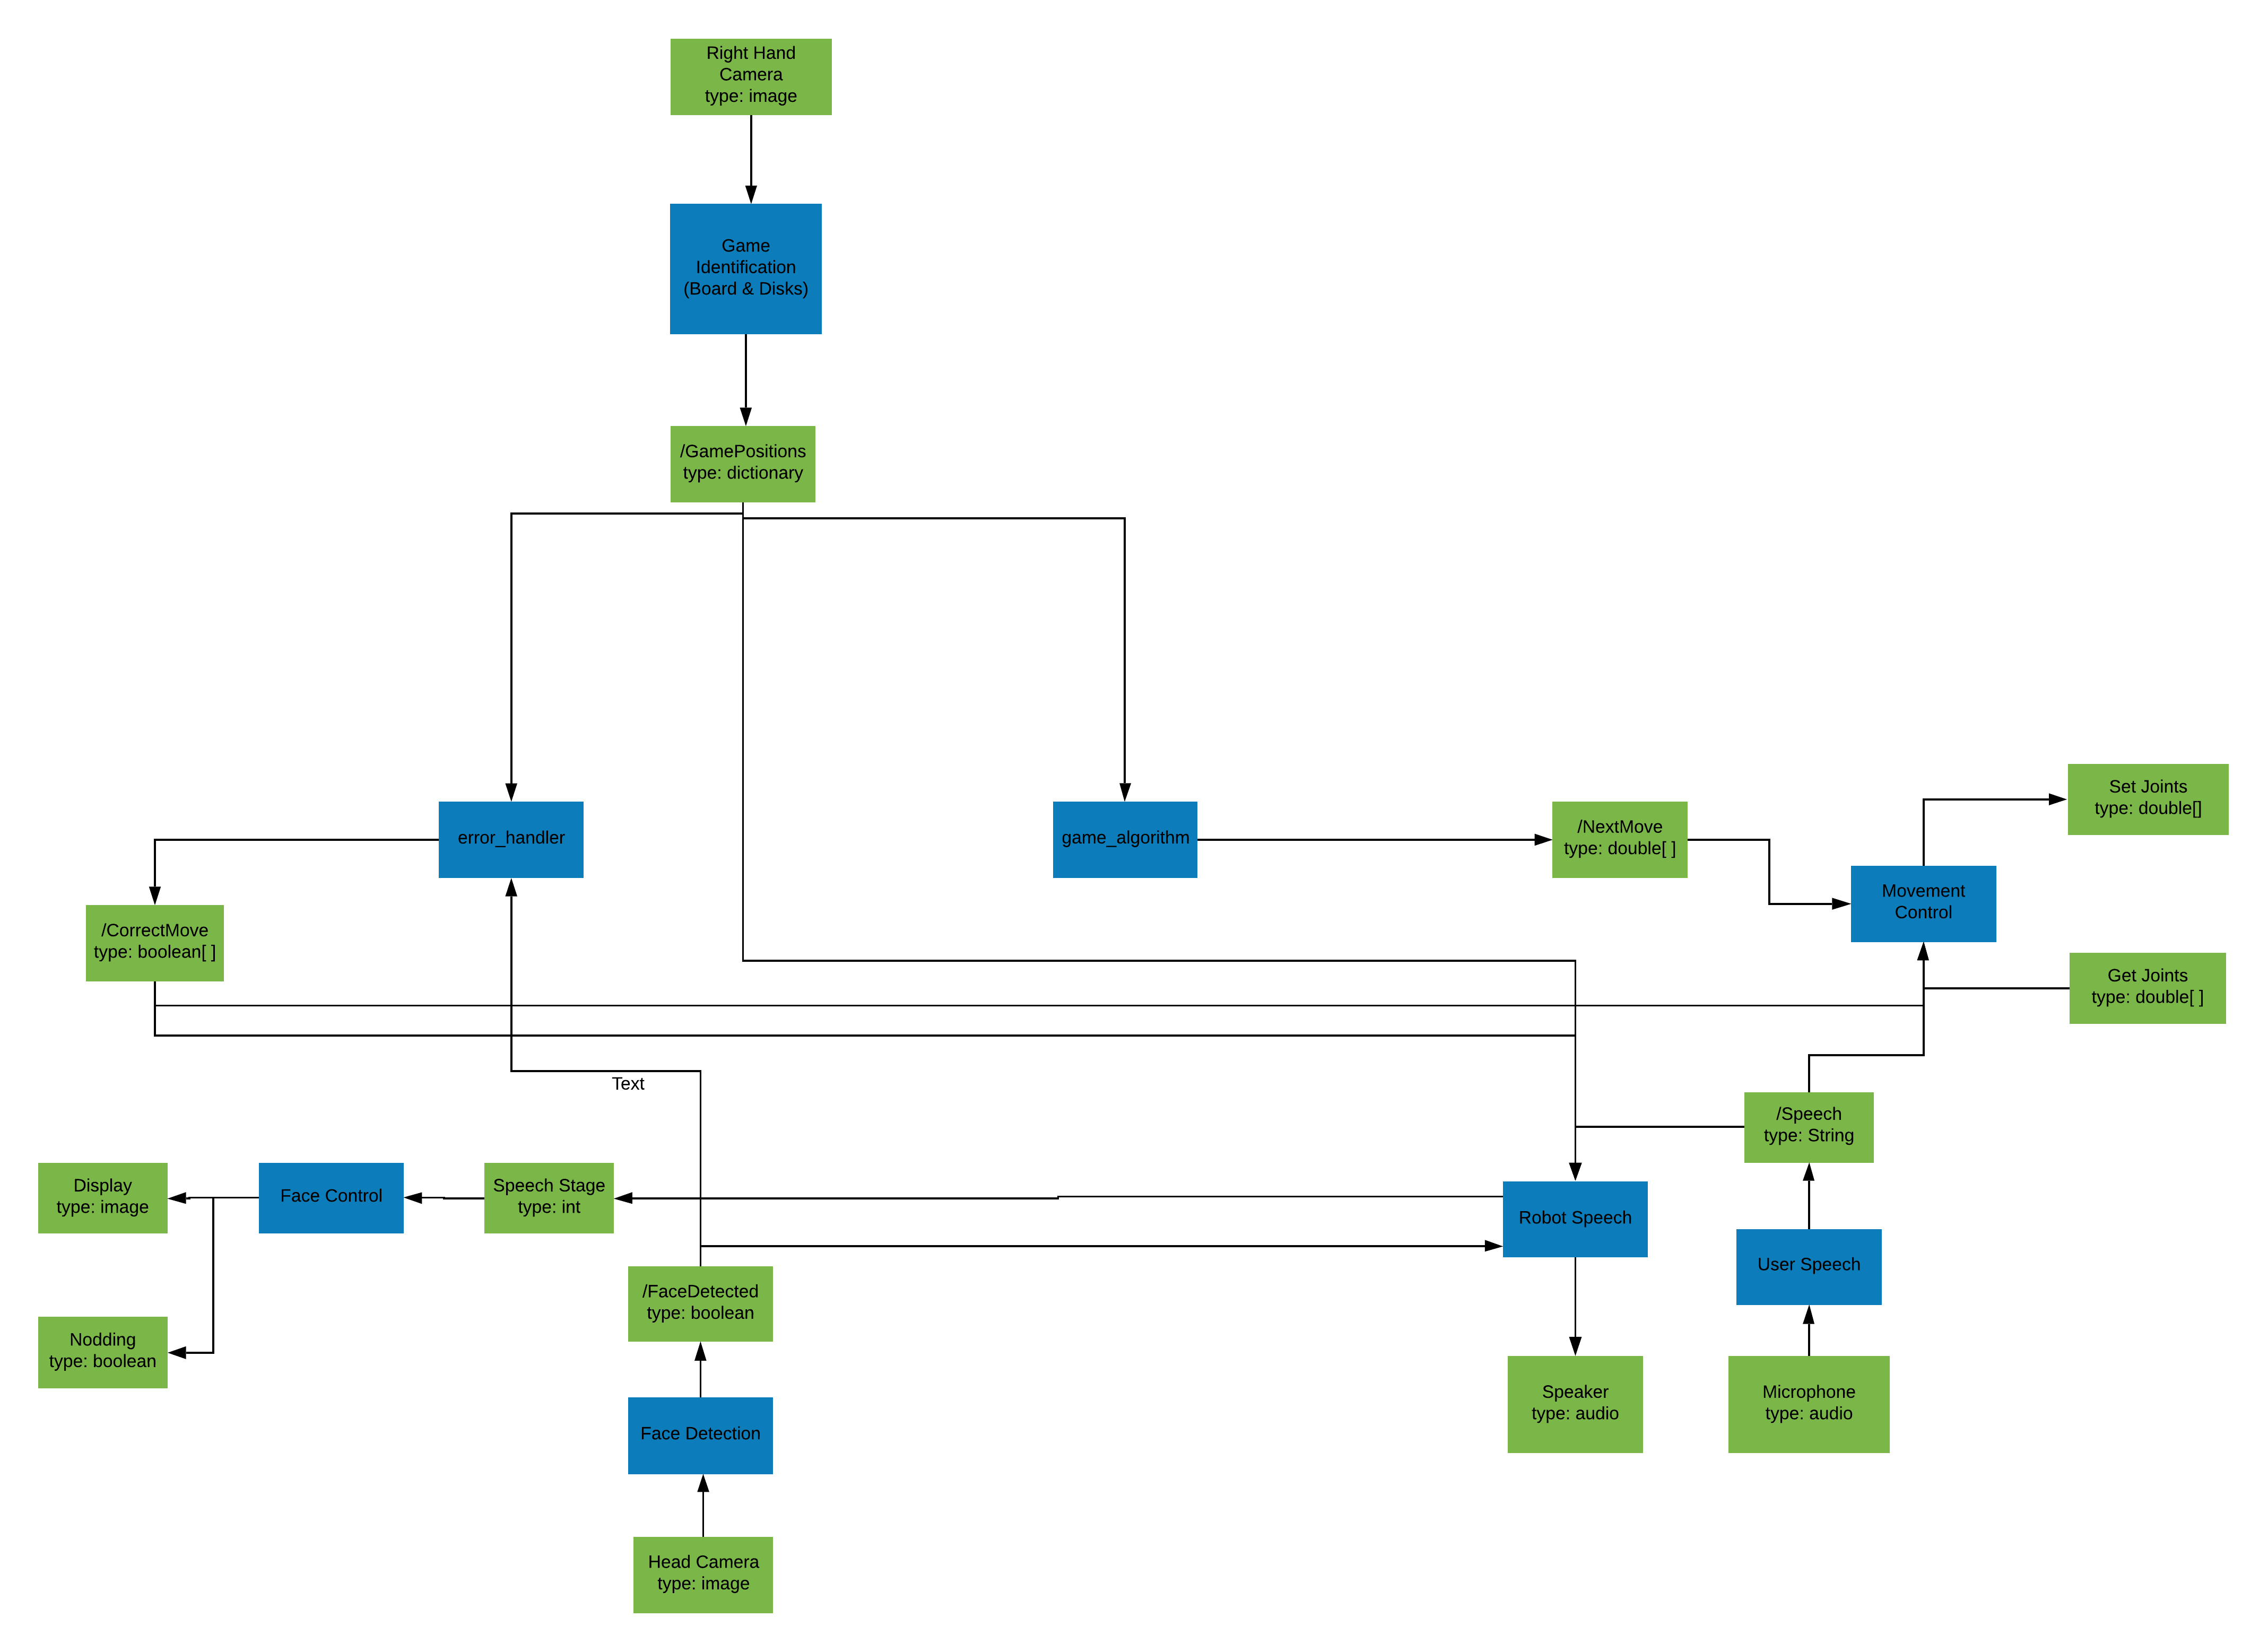 Right Hand
Camera
type: image
Game
Identification
(Board & Disks)
/GamePositions
type: dictionary
error_handler
game_algorithm
/NextMove
type: double[ ]
Set Joints
type: double[]
Movement
Control
/CorrectMove
type: boolean[ ]
Get Joints
type: double[ ]
Text
/Speech
type: String
Display
type: image
Face Control
Speech Stage
type: int
Robot Speech
User Speech
/FaceDetected
type: boolean
Nodding
type: boolean
Speaker
type: audio
Microphone
type: audio
Face Detection
Head Camera
type: image